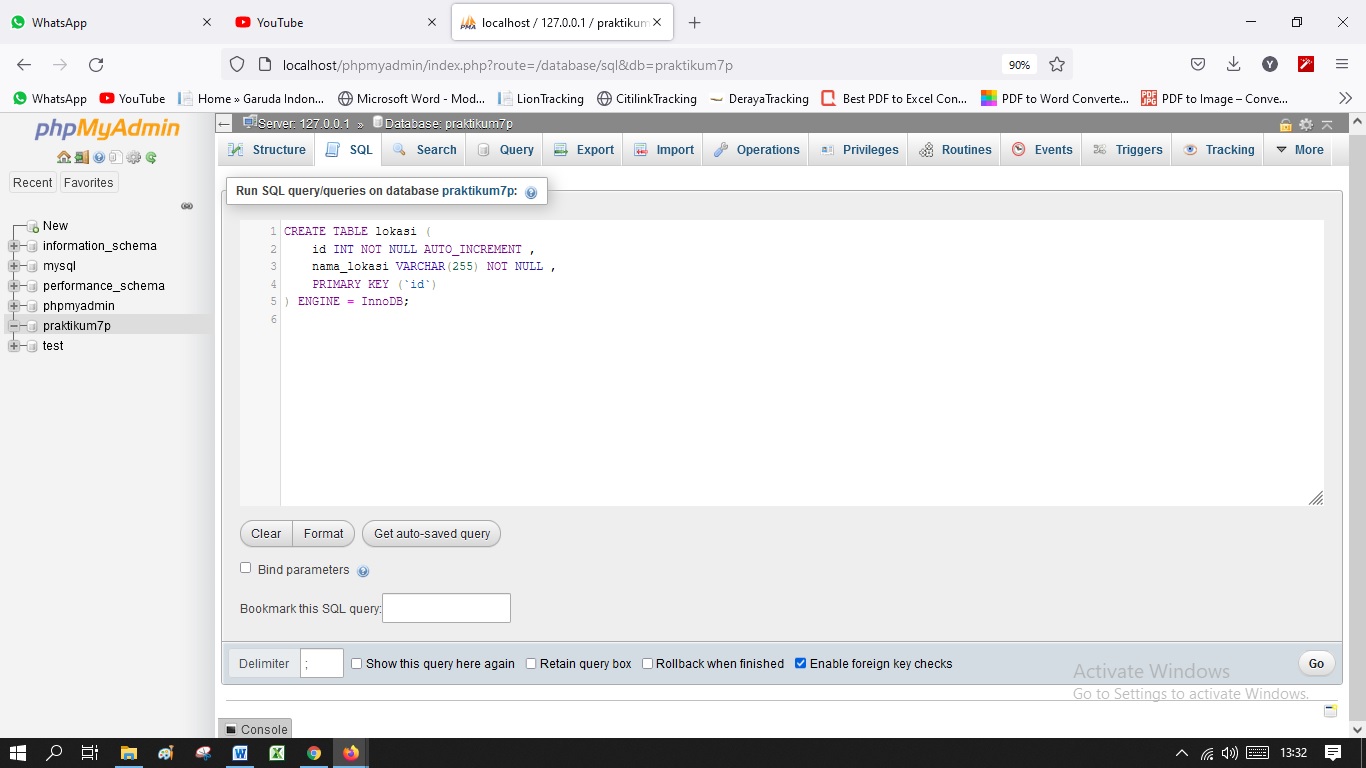 WhatsApp
YouTube
localhost / 127.0.0.1 / praktikum
localhost/phpmyadmin/index.php?route=/database/sql&db=praktikum7p
90%
Y
WhatsApp
YouTube
Home » Garuda Indon...
Microsoft Word - Mod...
LionTracking
CitilinkTracking
DerayaTracking
Best PDF to Excel Con...
PDF to Word Converte...
PDF to Image – Conve...
phpMyAdmin
Recent
Favorites
New
information_schema
mysql
performance_schema
phpmyadmin
praktikum7p
test
Server: 127.0.0.1 » Database: praktikum7p
Structure
SQL
Search
Query
Export
Import
Operations
Privileges
Routines
Events
Triggers
Tracking
More
Run SQL query/queries on database praktikum7p:
1 CREATE TABLE lokasi (
2 id INT NOT NULL AUTO_INCREMENT ,
3 nama_lokasi VARCHAR(255) NOT NULL ,
4 PRIMARY KEY (`id`)
5 ) ENGINE = InnoDB;
6
Clear
Format
Get auto-saved query
Bind parameters
Bookmark this SQL query:
Delimiter ;
Show this query here again
Retain query box
Rollback when finished
Enable foreign key checks
Go
Activate Windows
Go to Settings to activate Windows.
Console
13:32